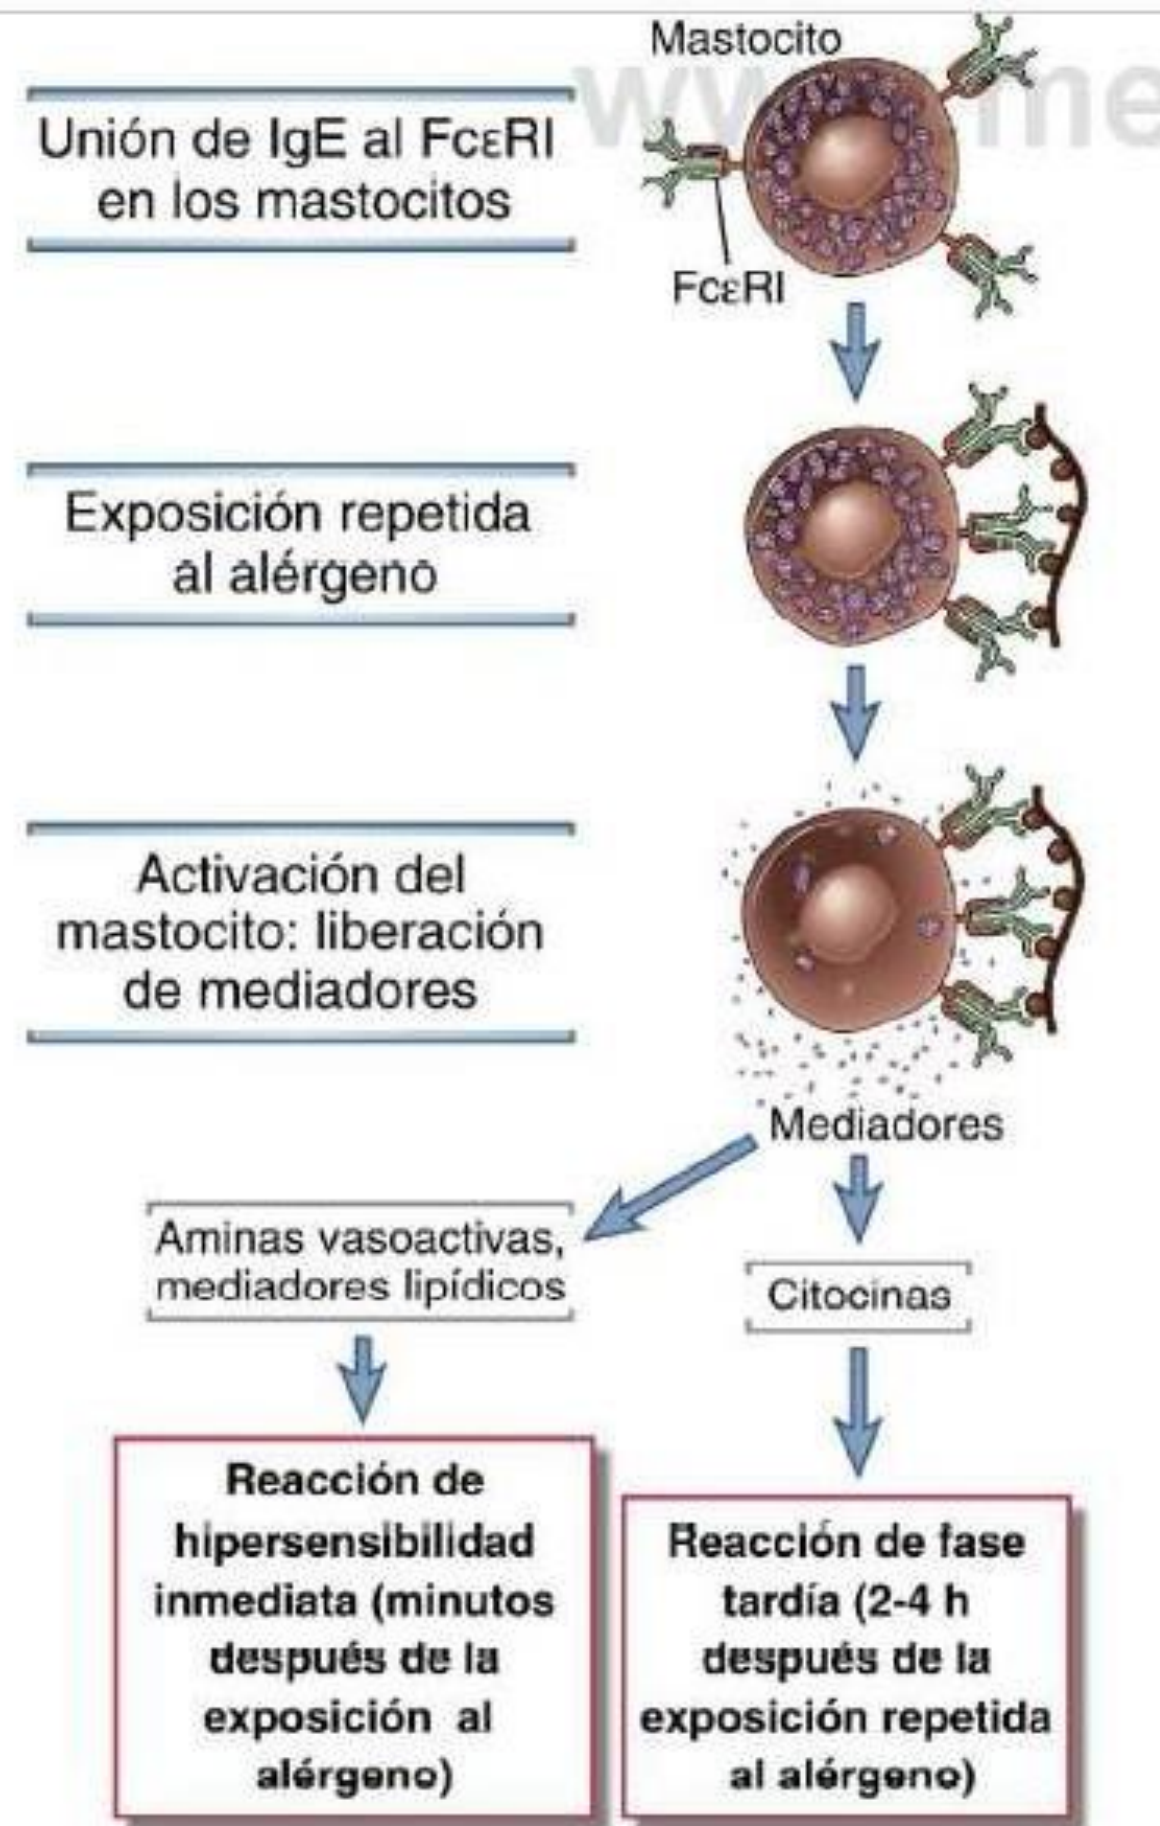 Mastocito
Unión de IgE al FcεRI
en los mastocitos
FcεRI
Exposición repetida
al alérgeno
Activación del
mastocito: liberación
de mediadores
Mediadores
Aminas vasoactivas,
mediadores lipídicos
Citocinas
Reacción de
hipersensibilidad
inmediata (minutos
después de la
exposición al
alérgeno)
Reacción de fase
tardía (2-4 h
después de la
exposición repetida
al alérgeno)